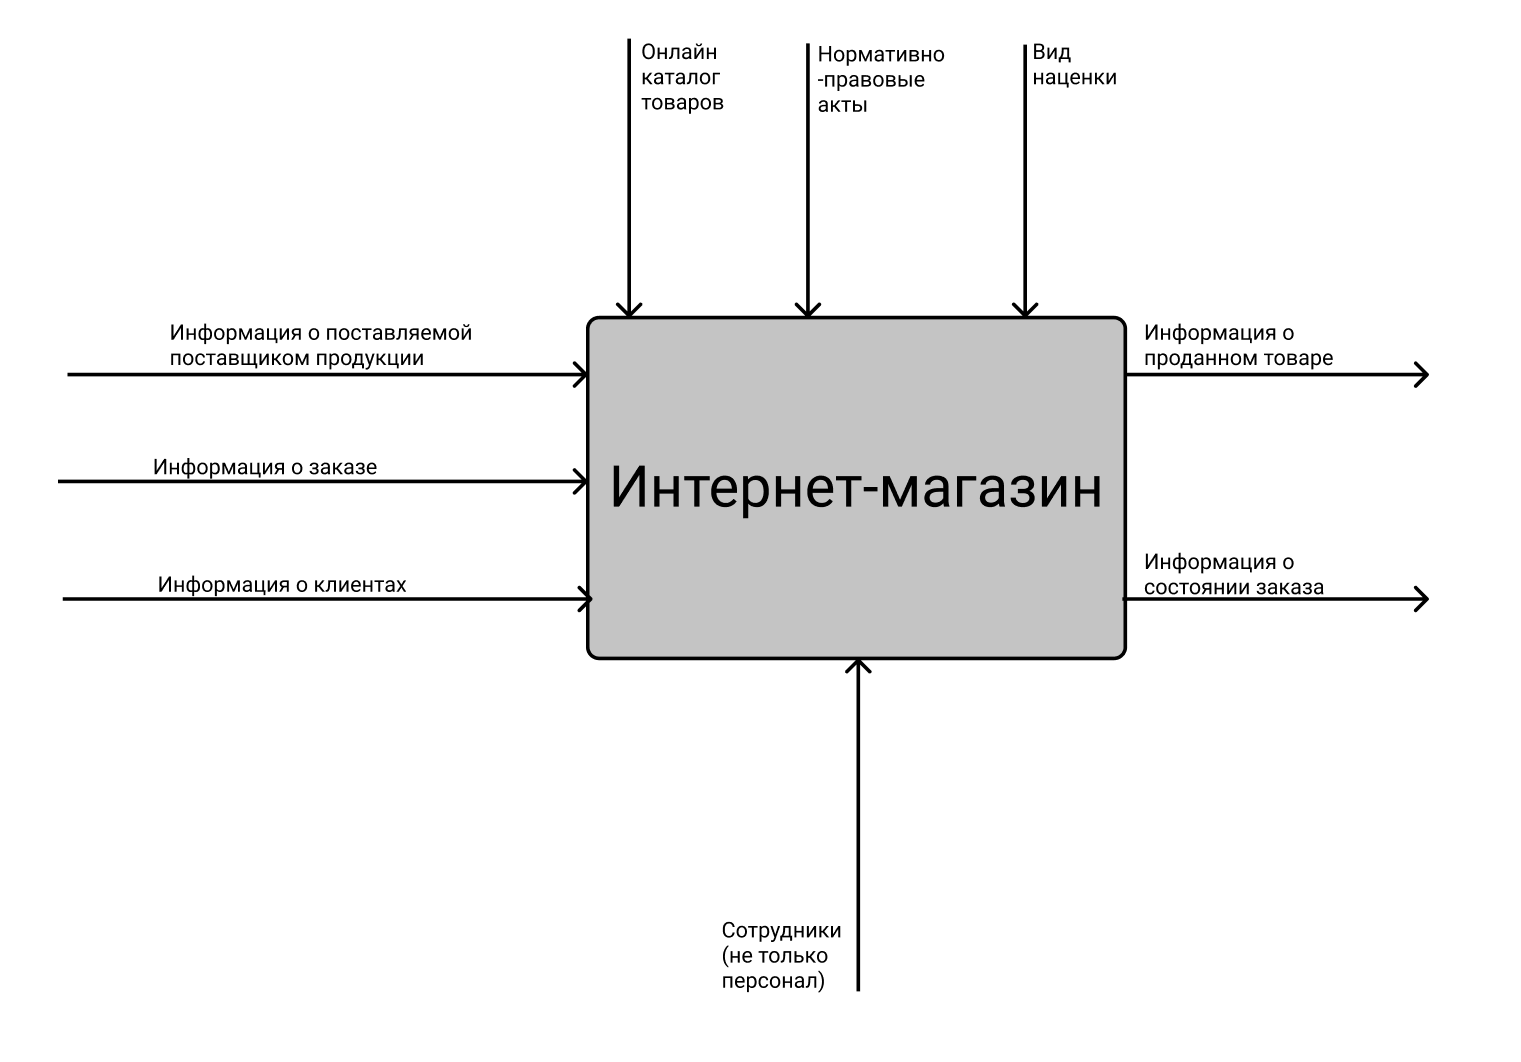 Онлайн
каталог
товаров
Нормативно
-правовые
акты
Вид
наценки
Информация о поставляемой
поставщиком продукции
Информация о заказе
Информация о клиентах
Интернет-магазин
Информация о
проданном товаре
Информация о
состоянии заказа
Сотрудники
(не только
персонал)